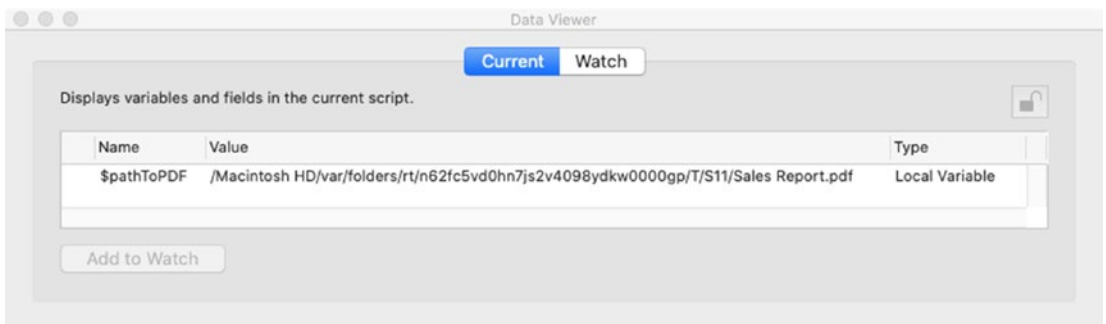 Data Viewer
Current Watch
Displays variables and fields in the current script.
Name Value Type
$pathToPDF /Macintosh HD/var/folders/rt/n62fc5vd0hn7js2v4098ydkw0000gp/T/S11/Sales Report.pdf Local Variable
Add to Watch